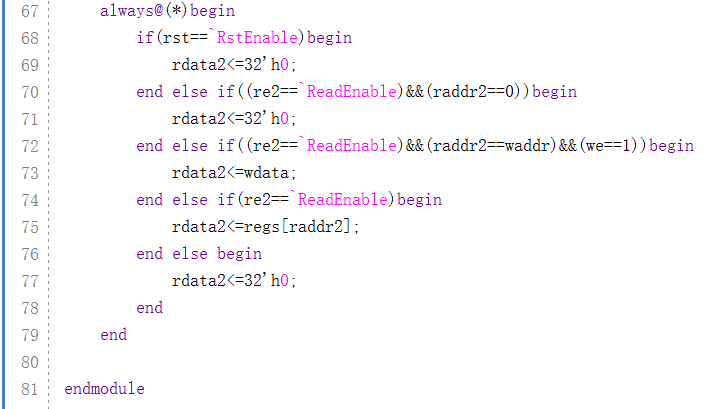 67 always@(*)begin
68 if(rst==`RstEnable)begin
69 rdata2<=32'h0;
70 end else if((re2==`ReadEnable)&&(raddr2==0))begin
71 rdata2<=32'h0;
72 end else if((re2==`ReadEnable)&&(raddr2==waddr)&&(we==1))begin
73 rdata2<=wdata;
74 end else if(re2==`ReadEnable)begin
75 rdata2<=regs[raddr2];
76 end else begin
77 rdata2<=32'h0;
78 end
79 end
80
81 endmodule